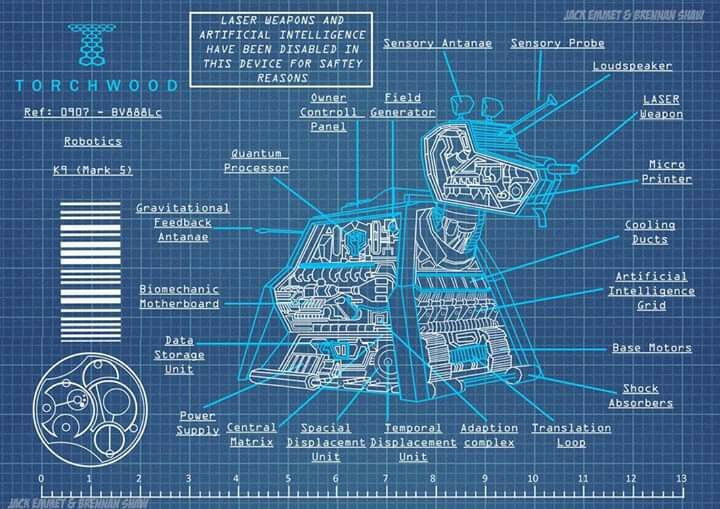 JACK EMMET & BRENNAN SHAW
LASER WEAPONS AND
ARTIFICIAL INTELLIGENCE
HAVE BEEN DISABLED IN
THIS DEVICE FOR SAFTEY
REASONS
TORCHWOOD
Ref: 0907 - BV888Lc
Robotics
K9 (Mark 5)
Sensory Antanae
Sensory Probe
Loudspeaker
LASER
Weapon
Owner
Controll
Panel
Field
Generator
Micro
Printer
Quantum
Processor
Gravitational
Feedback
Antanae
Cooling
Ducts
Biomechanic
Motherboard
Artificial
Intelligence
Grid
Data
Storage
Unit
Base Motors
Shock
Absorbers
Power
Supply
Central
Matrix
Spacial
Displacemnt
Unit
Temporal
Displacement
Unit
Adaption
complex
Translation
Loop
0 1 2 3 4 5 6 7 8 9 10 11 12 13
JACK EMMET & BRENNAN SHAW